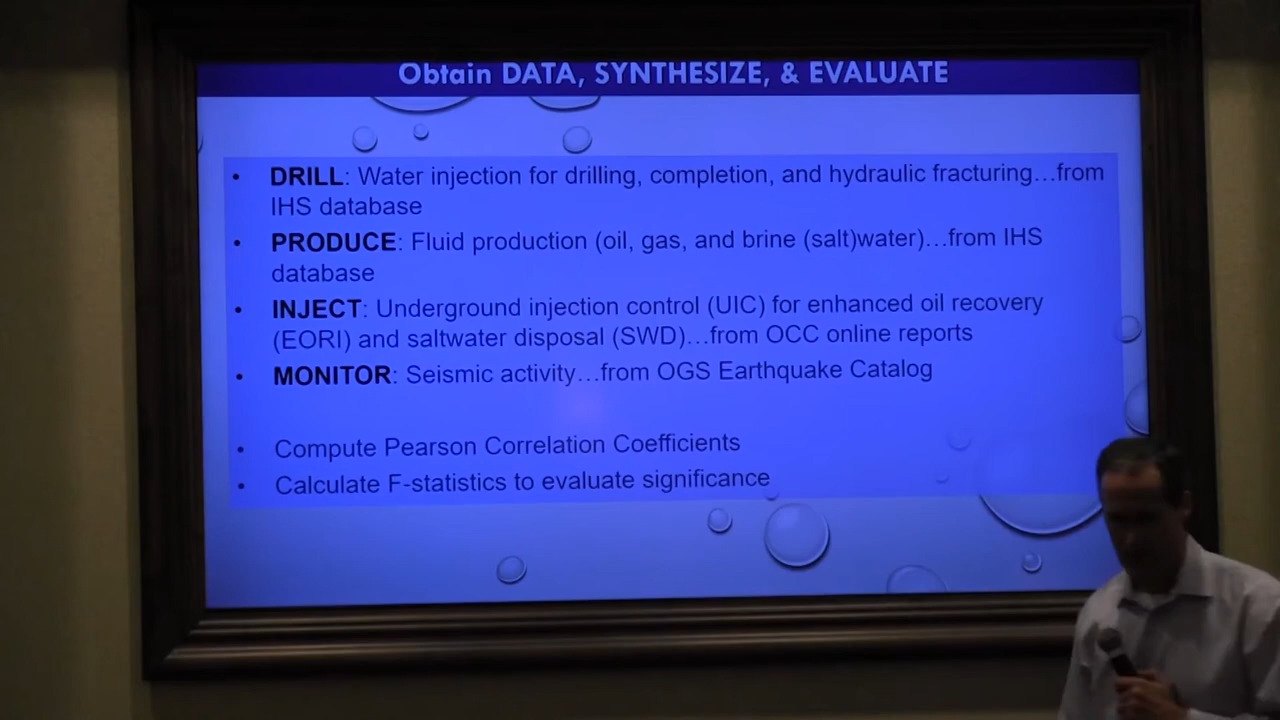 Obtain DATA, SYNTHESIZE, & EVALUATE
• DRILL: Water injection for drilling, completion, and hydraulic fracturing…from
IHS database
• PRODUCE: Fluid production (oil, gas, and brine (salt)water)…from IHS
database
• INJECT: Underground injection control (UIC) for enhanced oil recovery
(EORI) and saltwater disposal (SWD)…from OCC online reports
• MONITOR: Seismic activity…from OGS Earthquake Catalog
• Compute Pearson Correlation Coefficients
• Calculate F-statistics to evaluate significance